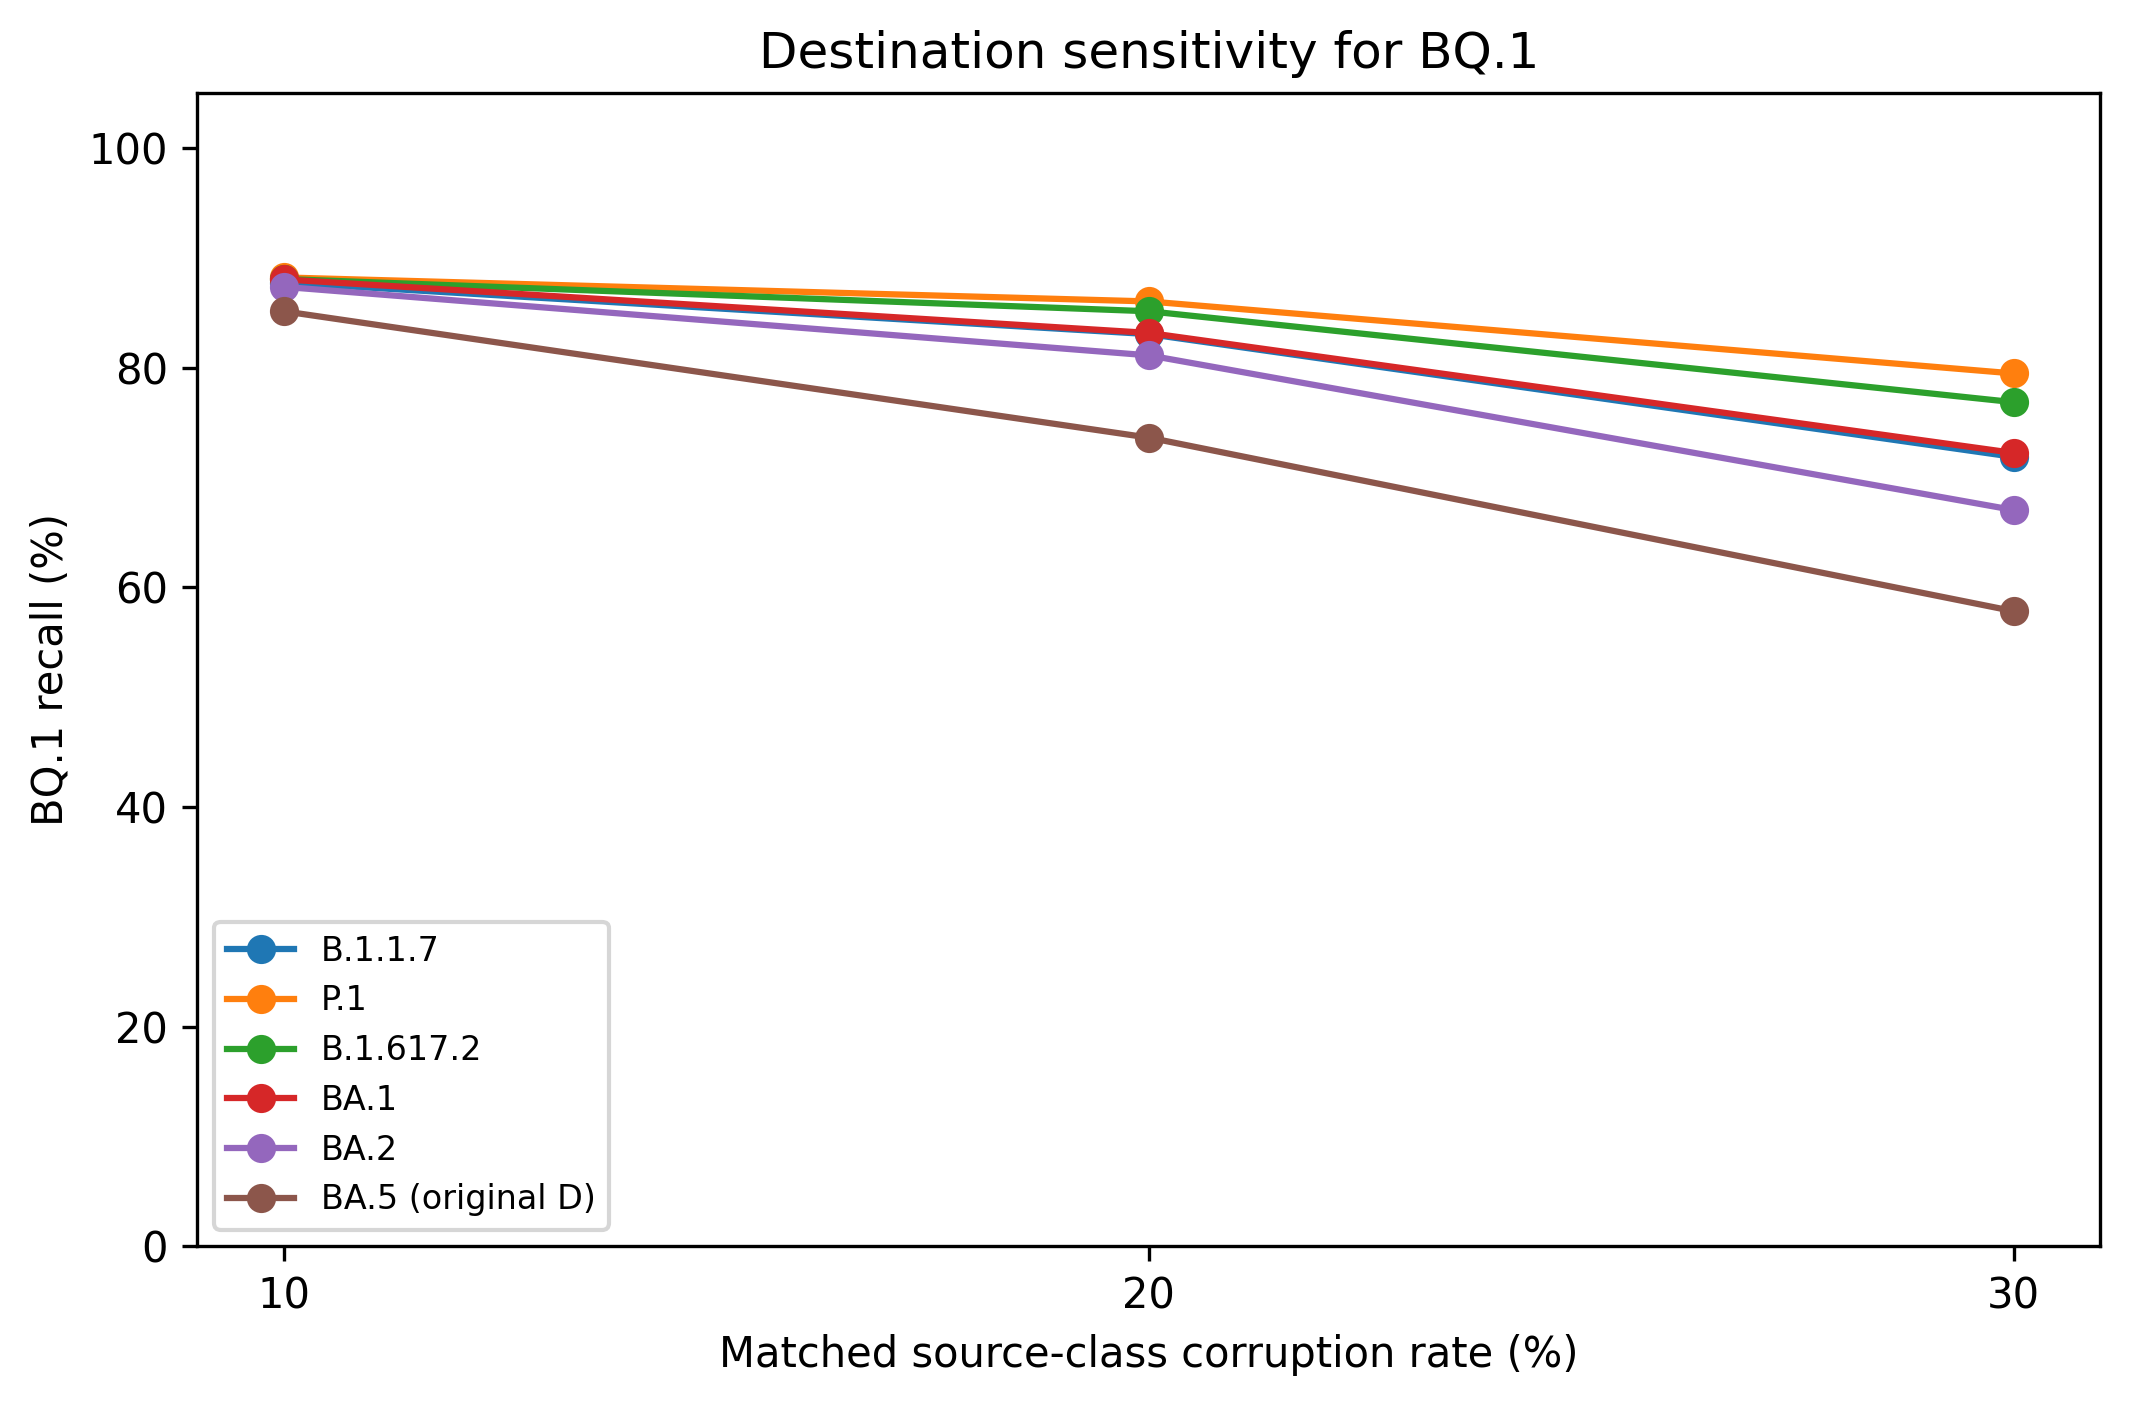 Destination sensitivity for BQ.1
BQ.1 recall (%)
100
80
60
40
20
0
B.1.1.7
P.1
B.1.617.2
BA.1
BA.2
BA.5 (original D)
10 20 30
Matched source-class corruption rate (%)